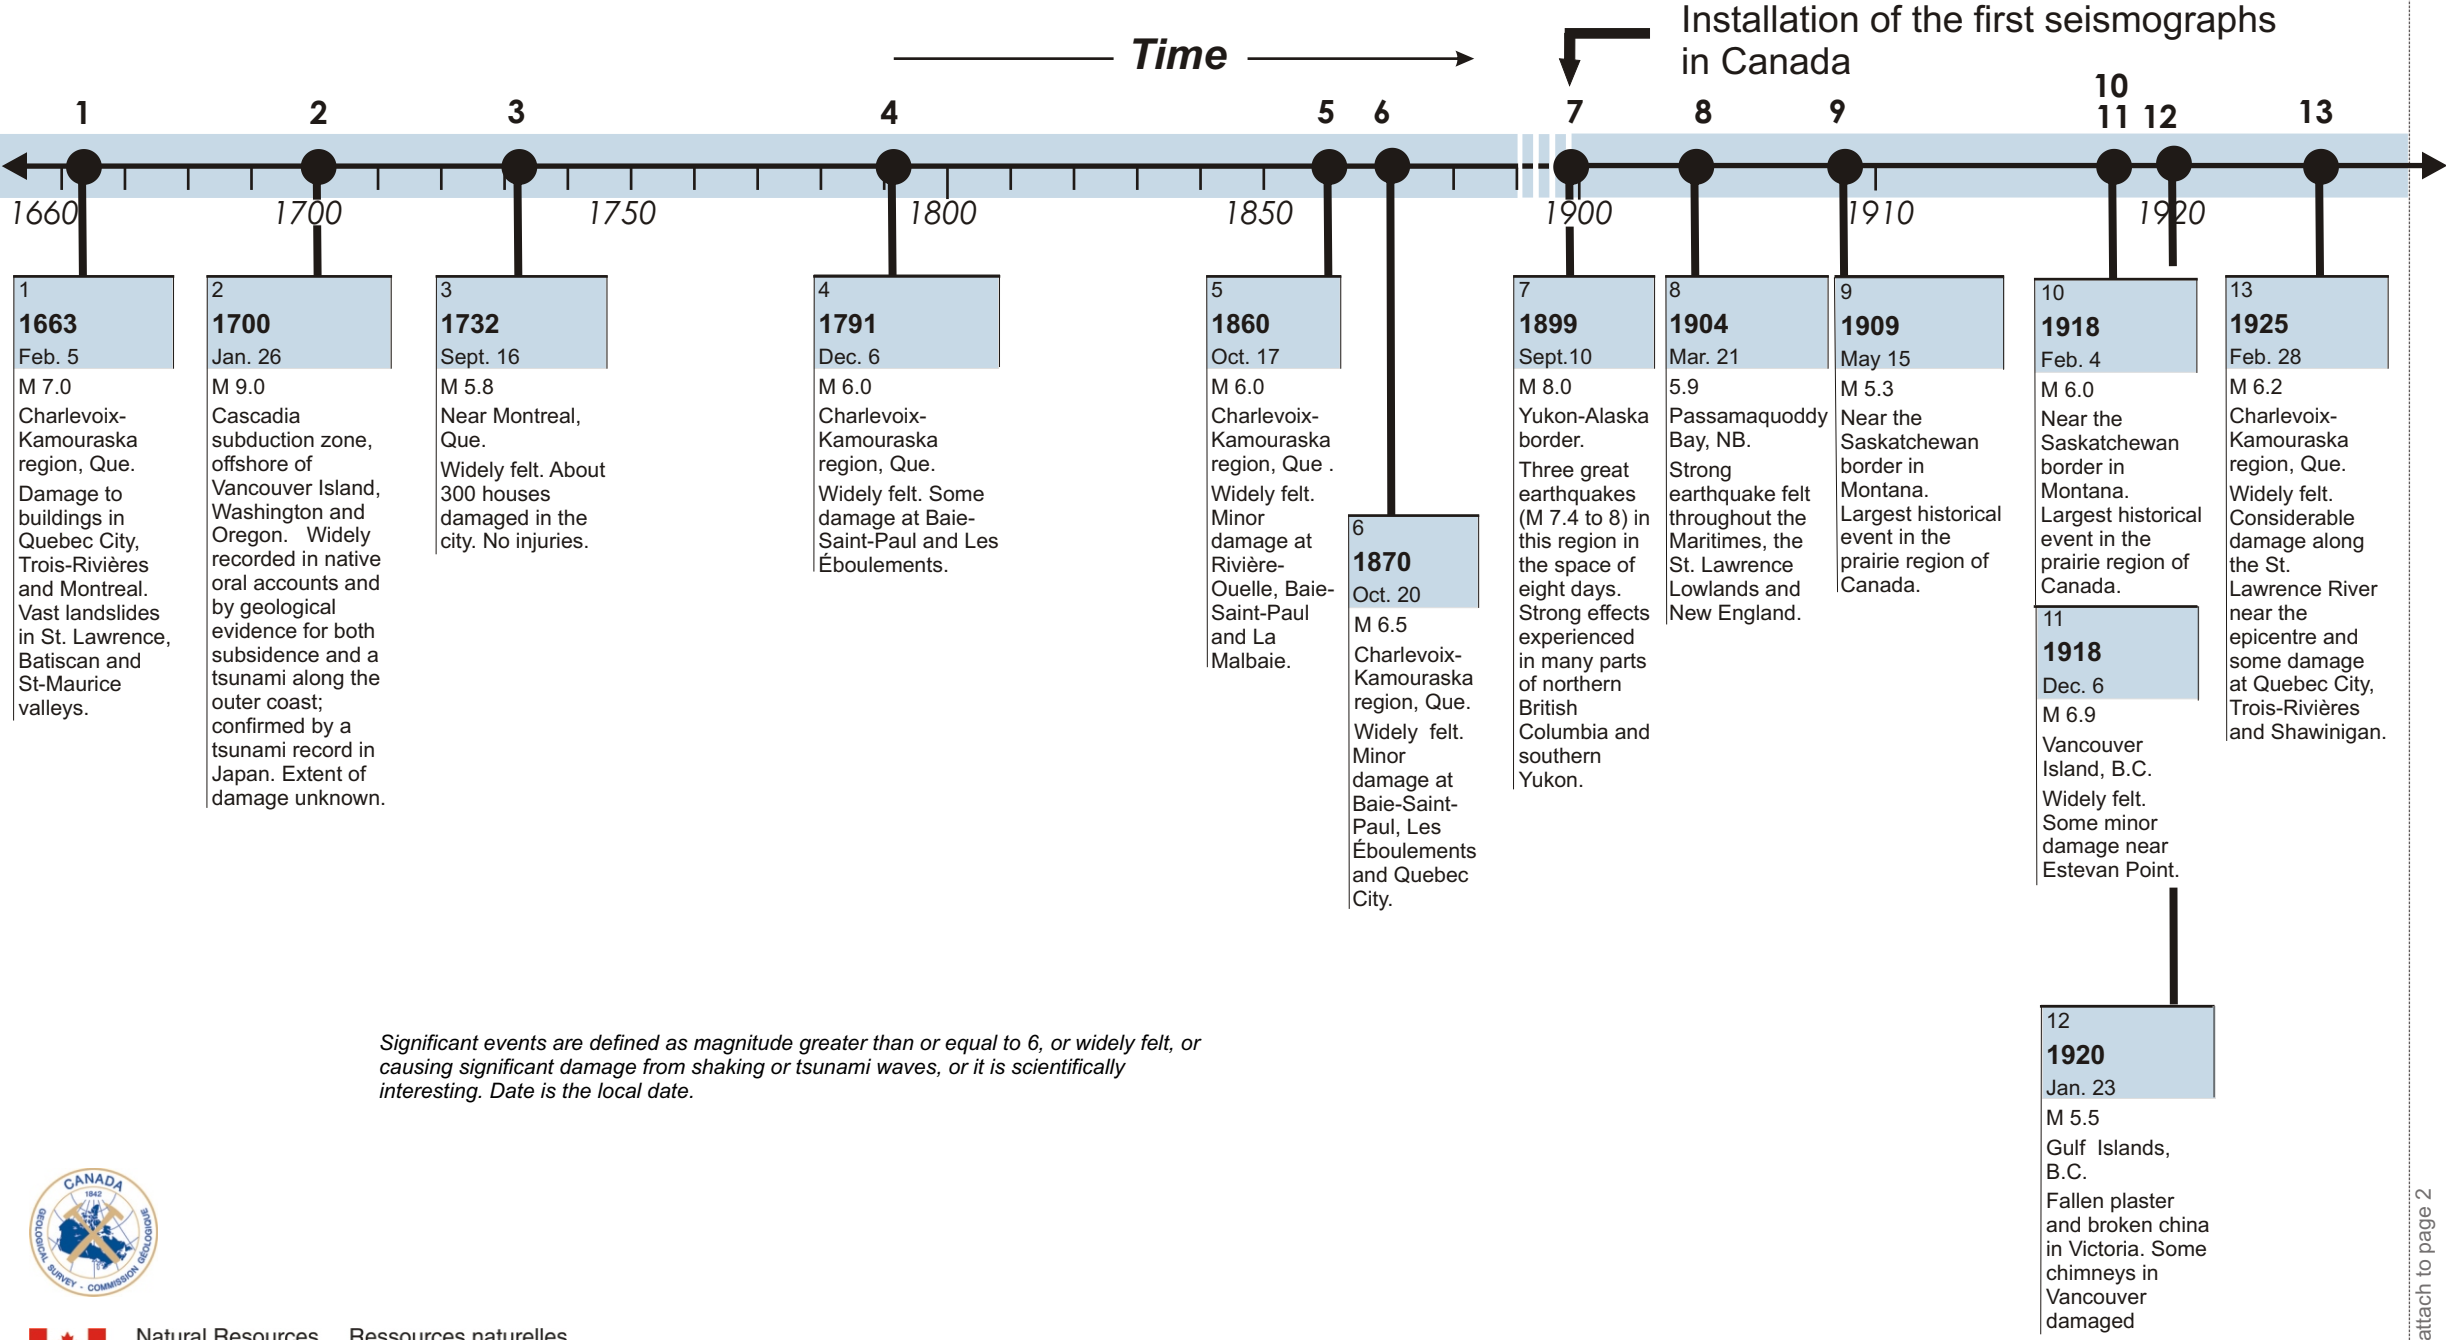 Time
Installation of the first seismographs
in Canada
1
2
3
4
5
6
7
8
9
10
11
12
13
1660
1700
1750
1800
1850
1900
1910
1920
1
1663
Feb. 5
M 7.0
Charlevoix-
Kamouraska
region, Que.
Damage to
buildings in
Quebec City,
Trois-Rivières
and Montreal.
Vast landslides
in St. Lawrence,
Batiscan and
St-Maurice
valleys.
2
1700
Jan. 26
M 9.0
Cascadia
subduction zone,
offshore of
Vancouver Island,
Washington and
Oregon. Widely
recorded in native
oral accounts and
by geological
evidence for both
subsidence and a
tsunami along the
outer coast;
confirmed by a
tsunami record in
Japan. Extent of
damage unknown.
3
1732
Sept. 16
M 5.8
Near Montreal,
Que.
Widely felt. About
300 houses
damaged in the
city. No injuries.
4
1791
Dec. 6
M 6.0
Charlevoix-
Kamouraska
region, Que.
Widely felt. Some
damage at Baie-
Saint-Paul and Les
Éboulements.
5
1860
Oct. 17
M 6.0
Charlevoix-
Kamouraska
region, Que .
Widely felt.
Minor
damage at
Rivière-
Ouelle, Baie-
Saint-Paul
and La
Malbaie.
6
1870
Oct. 20
M 6.5
Charlevoix-
Kamouraska
region, Que.
Widely felt.
Minor
damage at
Baie-Saint-
Paul, Les
Éboulements
and Quebec
City.
7
1899
Sept.10
M 8.0
Yukon-Alaska
border.
Three great
earthquakes
(M 7.4 to 8) in
this region in
the space of
eight days.
Strong effects
experienced
in many parts
of northern
British
Columbia and
southern
Yukon.
8
1904
Mar. 21
5.9
Passamaquoddy
Bay, NB.
Strong
earthquake felt
throughout the
Maritimes, the
St. Lawrence
Lowlands and
New England.
9
1909
May 15
M 5.3
Near the
Saskatchewan
border in
Montana.
Largest historical
event in the
prairie region of
Canada.
10
1918
Feb. 4
M 6.0
Near the
Saskatchewan
border in
Montana.
Largest historical
event in the
prairie region of
Canada.
11
1918
Dec. 6
M 6.9
Vancouver
Island, B.C.
Widely felt.
Some minor
damage near
Estevan Point.
12
1920
Jan. 23
M 5.5
Gulf Islands,
B.C.
Fallen plaster
and broken china
in Victoria. Some
chimneys in
Vancouver
damaged
13
1925
Feb. 28
M 6.2
Charlevoix-
Kamouraska
region, Que.
Widely felt.
Considerable
damage along
the St.
Lawrence River
near the
epicentre and
some damage
at Quebec City,
Trois-Rivières
and Shawinigan.
Significant events are defined as magnitude greater than or equal to 6, or widely felt, or
causing significant damage from shaking or tsunami waves, or it is scientifically
interesting. Date is the local date.
CANADA
1842
GEOLOGICAL SURVEY - COMMISSION GÉOLOGIQUE
Natural Resources Ressources naturelles
attach to page 2